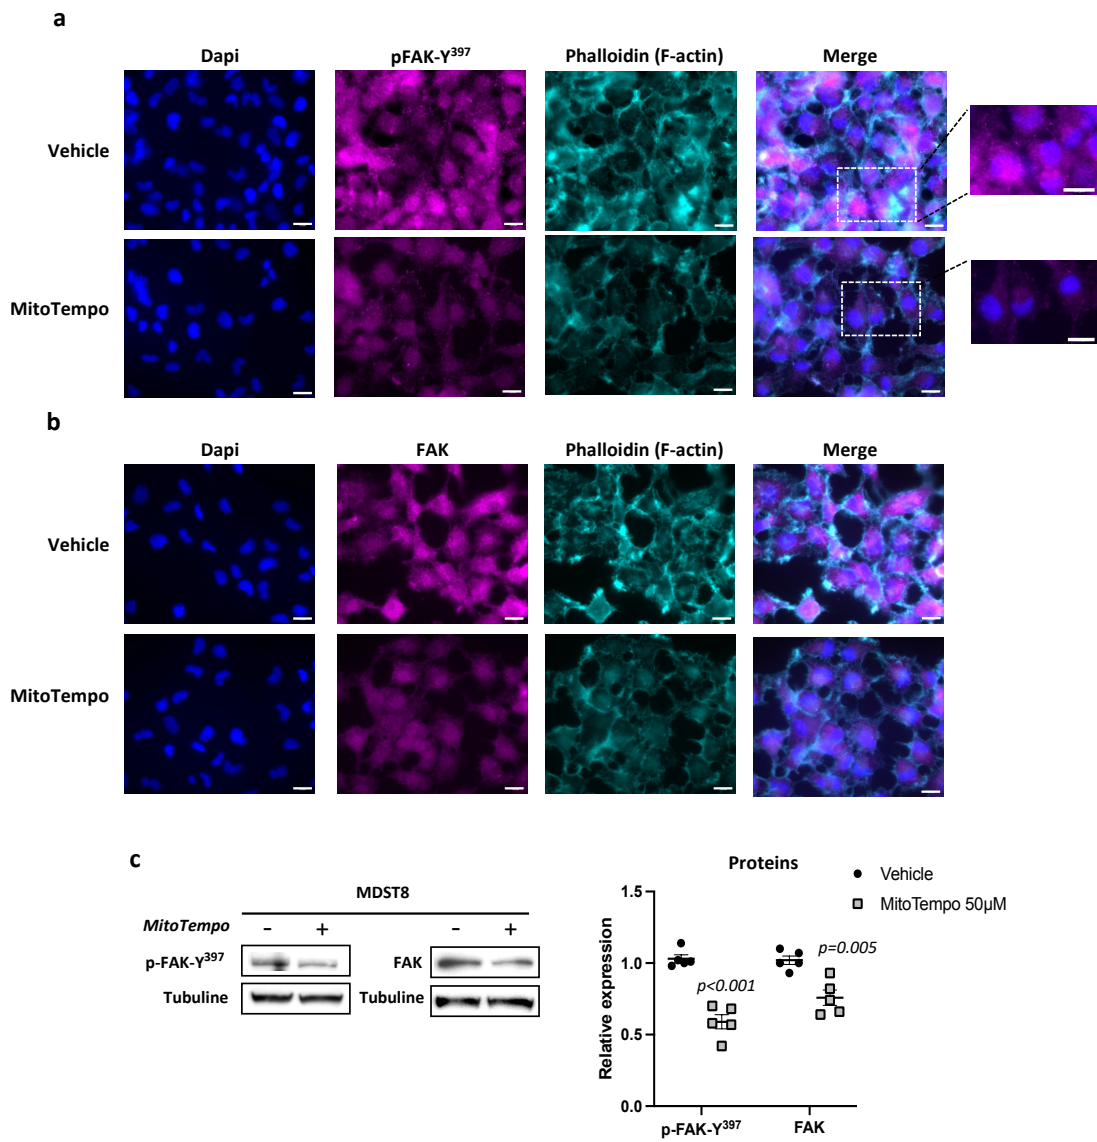 a
Dapi
pFAK-Y³⁹⁷
Phalloidin (F-actin)
Merge
Vehicle
MitoTempo
b
Dapi
FAK
Phalloidin (F-actin)
Merge
Vehicle
MitoTempo
c
MDST8
MitoTempo - + - +
p-FAK-Y³⁹⁷
FAK
Tubuline
Tubuline
Proteins
Vehicle
MitoTempo 50µM
Relative expression
1.5
1.0
0.5
0.0
p<0.001
p=0.005
p-FAK-Y³⁹⁷
FAK